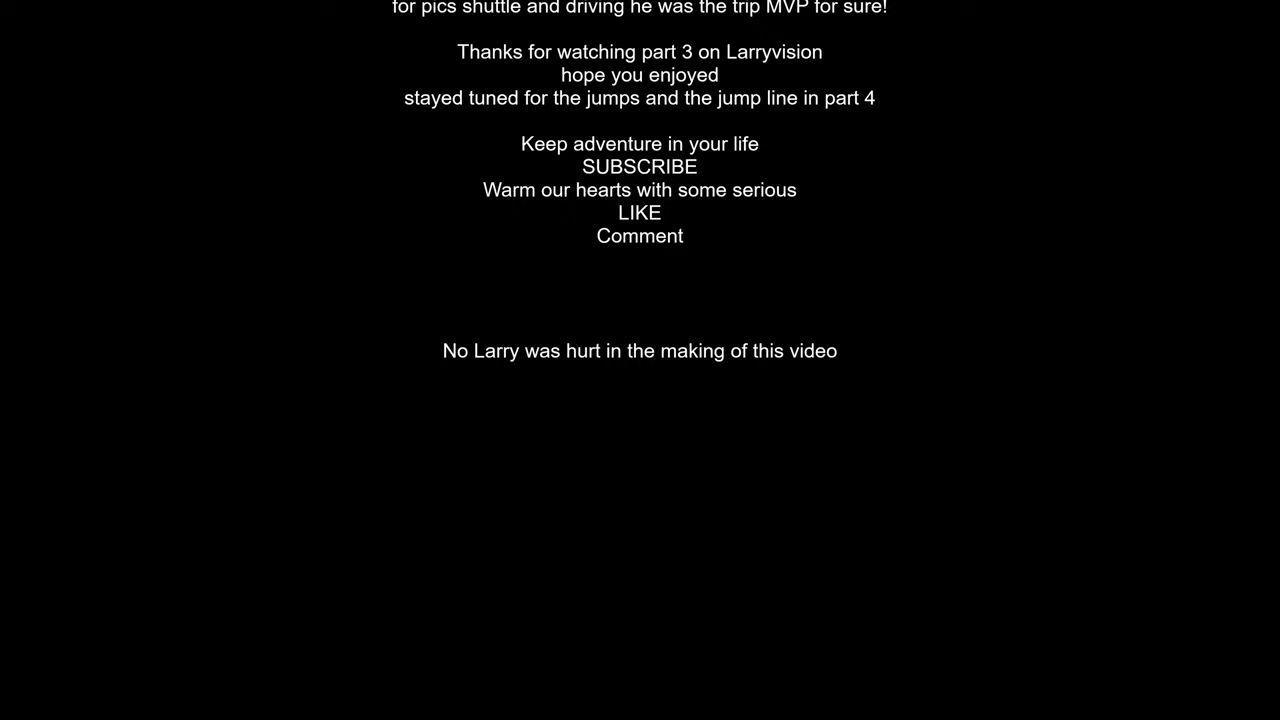 for pics shuttle and driving he was the trip MVP for sure!
Thanks for watching part 3 on Larryvision
hope you enjoyed
stayed tuned for the jumps and the jump line in part 4
Keep adventure in your life
SUBSCRIBE
Warm our hearts with some serious
LIKE
Comment
No Larry was hurt in the making of this video